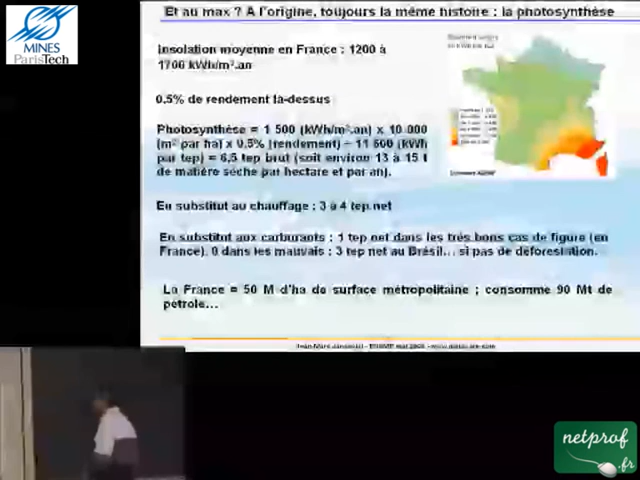 MINES
ParisTech
Et au max ? A l'origine, toujours la même histoire : la photosynthèse
Insolation moyenne en France : 1200 à
1700 kWh/m².an
0.5% de rendement là-dessus
Photosynthèse = 1 500 (kWh/m².an) x 10 000
(m² par ha) x 0,5% (rendement) ÷ 11 600 (kWh
par tep) = 6,5 tep brut (soit environ 13 à 15 t
de matière sèche par hectare et par an).
En substitut au chauffage : 3 à 4 tep net
En substitut aux carburants : 1 tep net dans les très bons cas de figure (en
France), 0 dans les mauvais ; 3 tep net au Brésil... si pas de déforestation.
La France = 50 M d'ha de surface métropolitaine ; consomme 90 Mt de
pétrole...
netprof
.fr